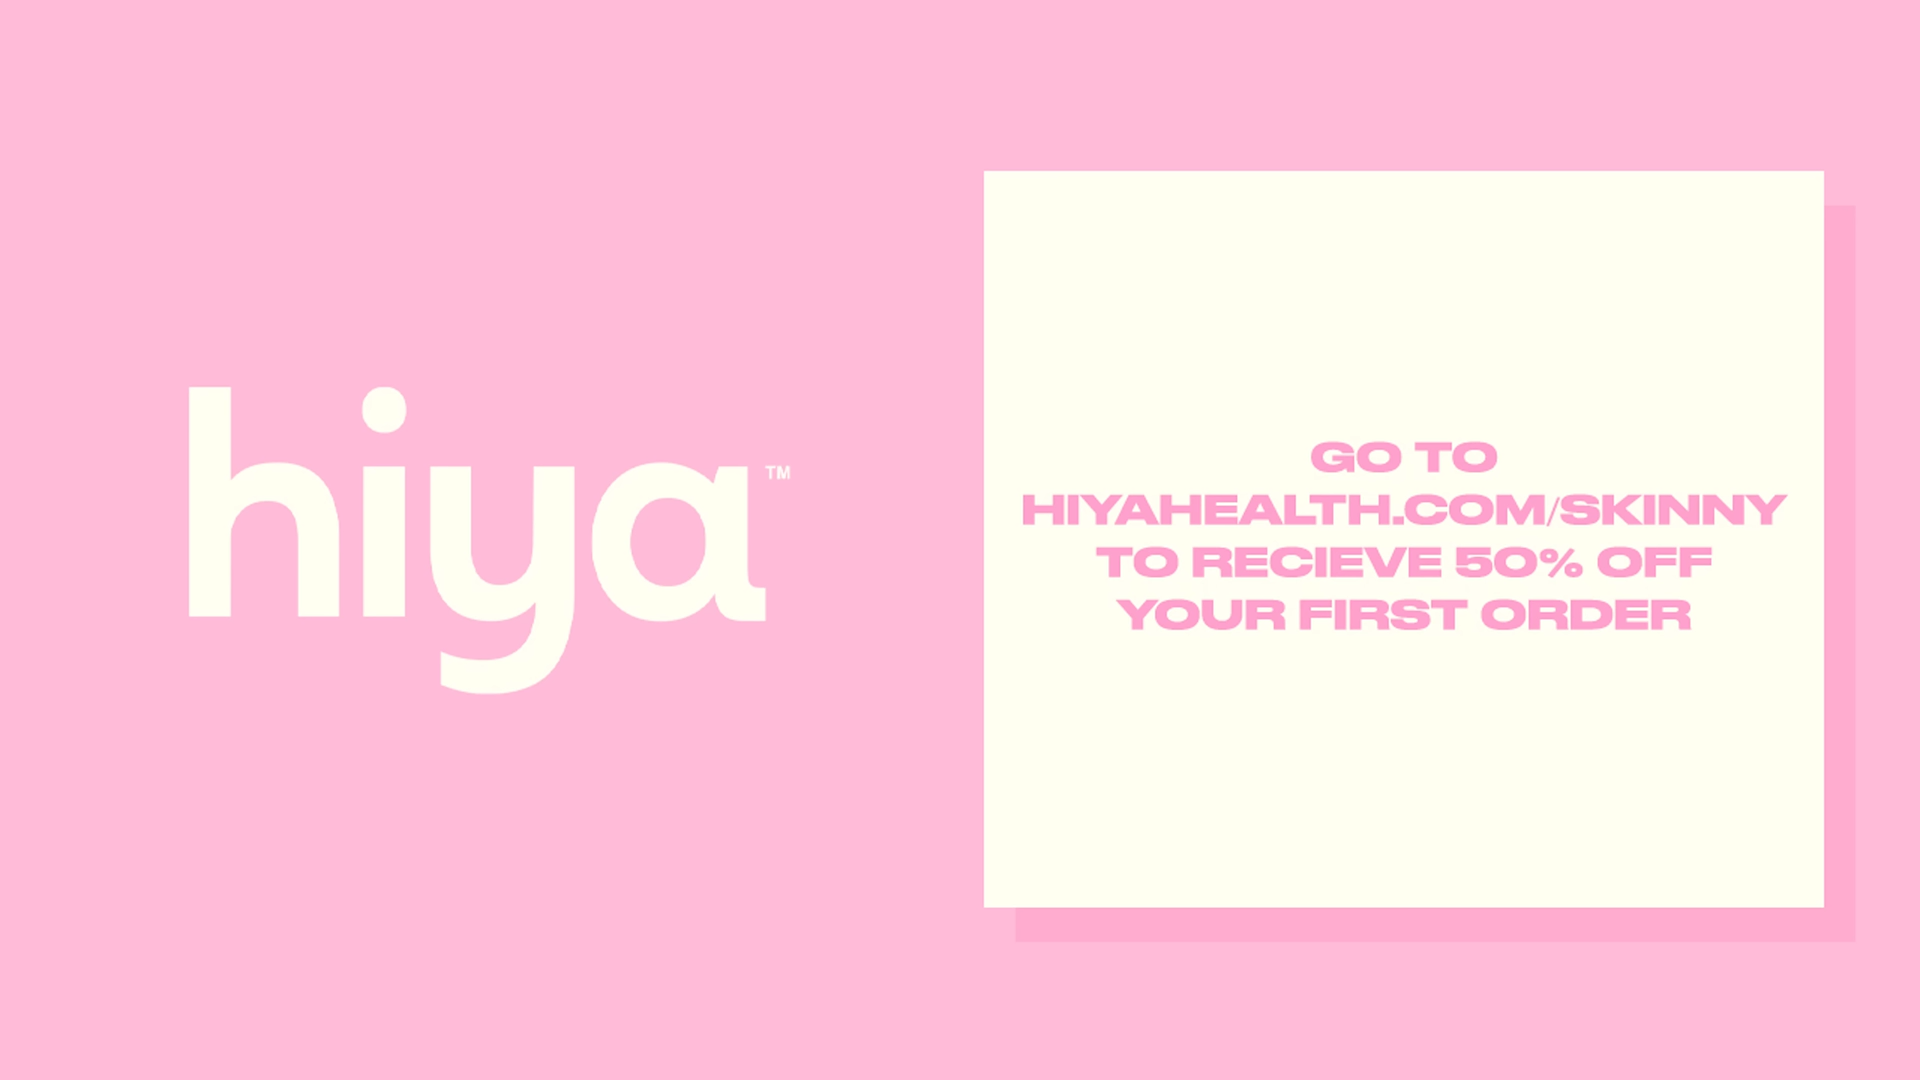 hiya™
GO TO
HIYAHEALTH.COM/SKINNY
TO RECIEVE 50% OFF
YOUR FIRST ORDER